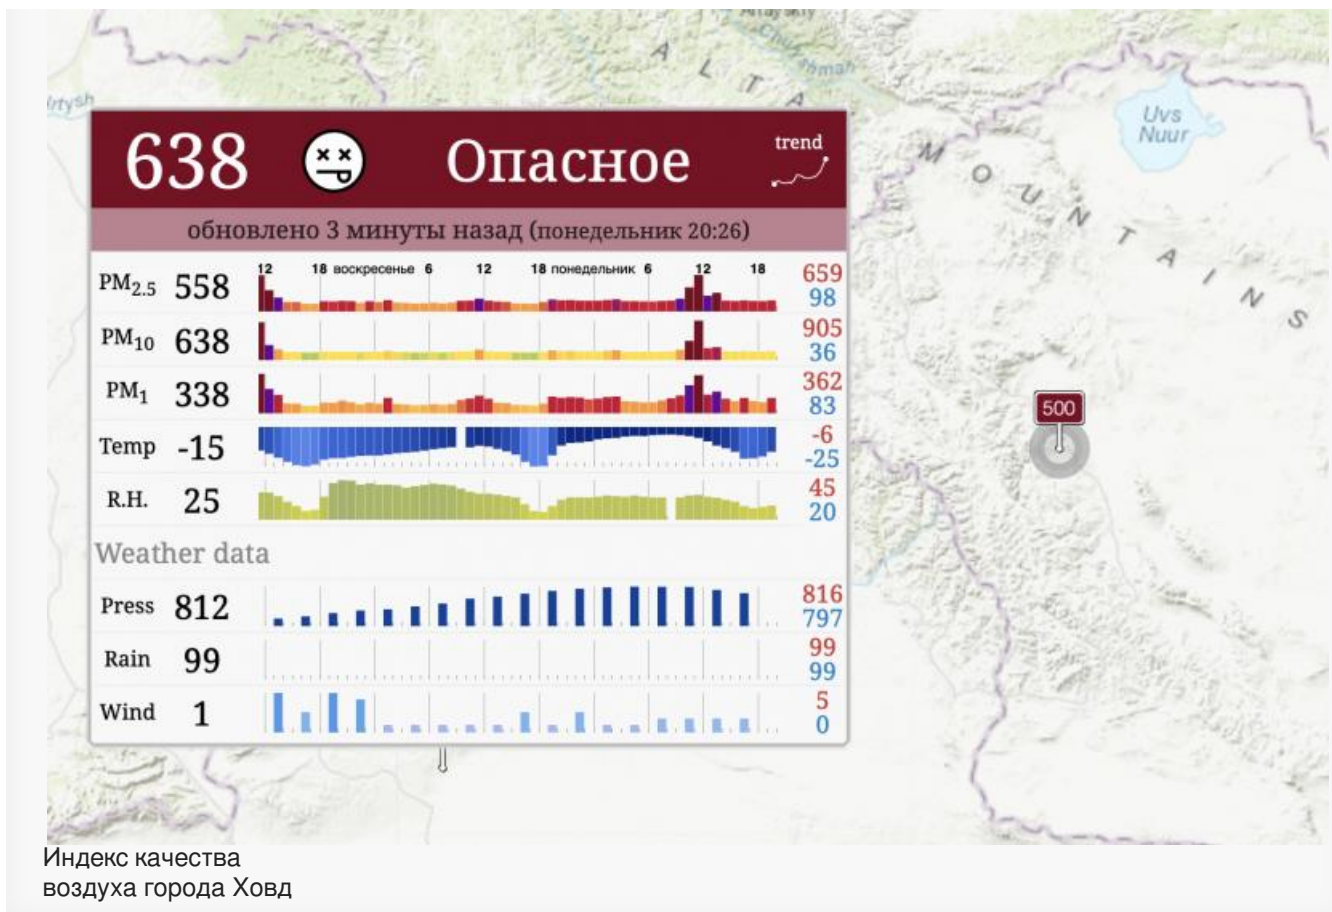 Altayskiy
Chulyshman
Irtysh
A L T A
M O U N T A I N S
Uvs
Nuur
638 Опасное trend
обновлено 3 минуты назад (понедельник 20:26)
12 18 воскресенье 6 12 18 понедельник 6 12 18
PM2.5 558 659
98
PM10 638 905
36
PM1 338 362
83
Temp -15 -6
-25
R.H. 25 45
20
Weather data
Press 812 816
797
Rain 99 99
99
Wind 1 5
0
500
Индекс качества
воздуха города Ховд